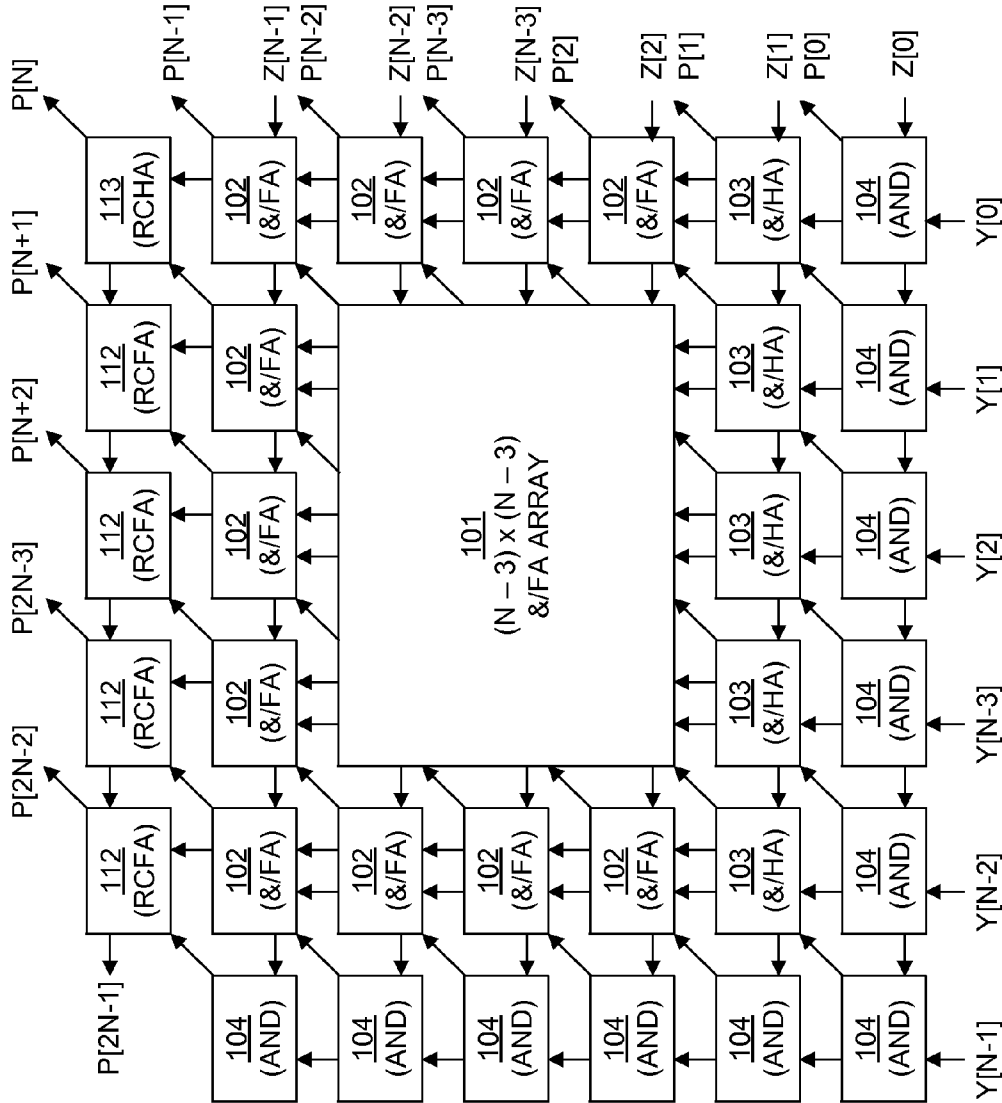 P[2N-2]
P[2N-3]
P[N+2]
P[N+1]
P[N]
P[2N-1]
112
(RCFA)
112
(RCFA)
112
(RCFA)
112
(RCFA)
113
(RCHA)
P[N-1]
104
(AND)
102
(&/FA)
102
(&/FA)
102
(&/FA)
102
(&/FA)
102
(&/FA)
Z[N-1]
P[N-2]
104
(AND)
102
(&/FA)
102
(&/FA)
Z[N-2]
P[N-3]
104
(AND)
102
(&/FA)
101
(N – 3) x (N – 3)
&/FA ARRAY
102
(&/FA)
Z[N-3]
P[2]
104
(AND)
102
(&/FA)
102
(&/FA)
Z[2]
P[1]
104
(AND)
103
(&/HA)
103
(&/HA)
103
(&/HA)
103
(&/HA)
103
(&/HA)
Z[1]
P[0]
104
(AND)
104
(AND)
104
(AND)
104
(AND)
104
(AND)
104
(AND)
Z[0]
Y[N-1]
Y[N-2]
Y[N-3]
Y[2]
Y[1]
Y[0]